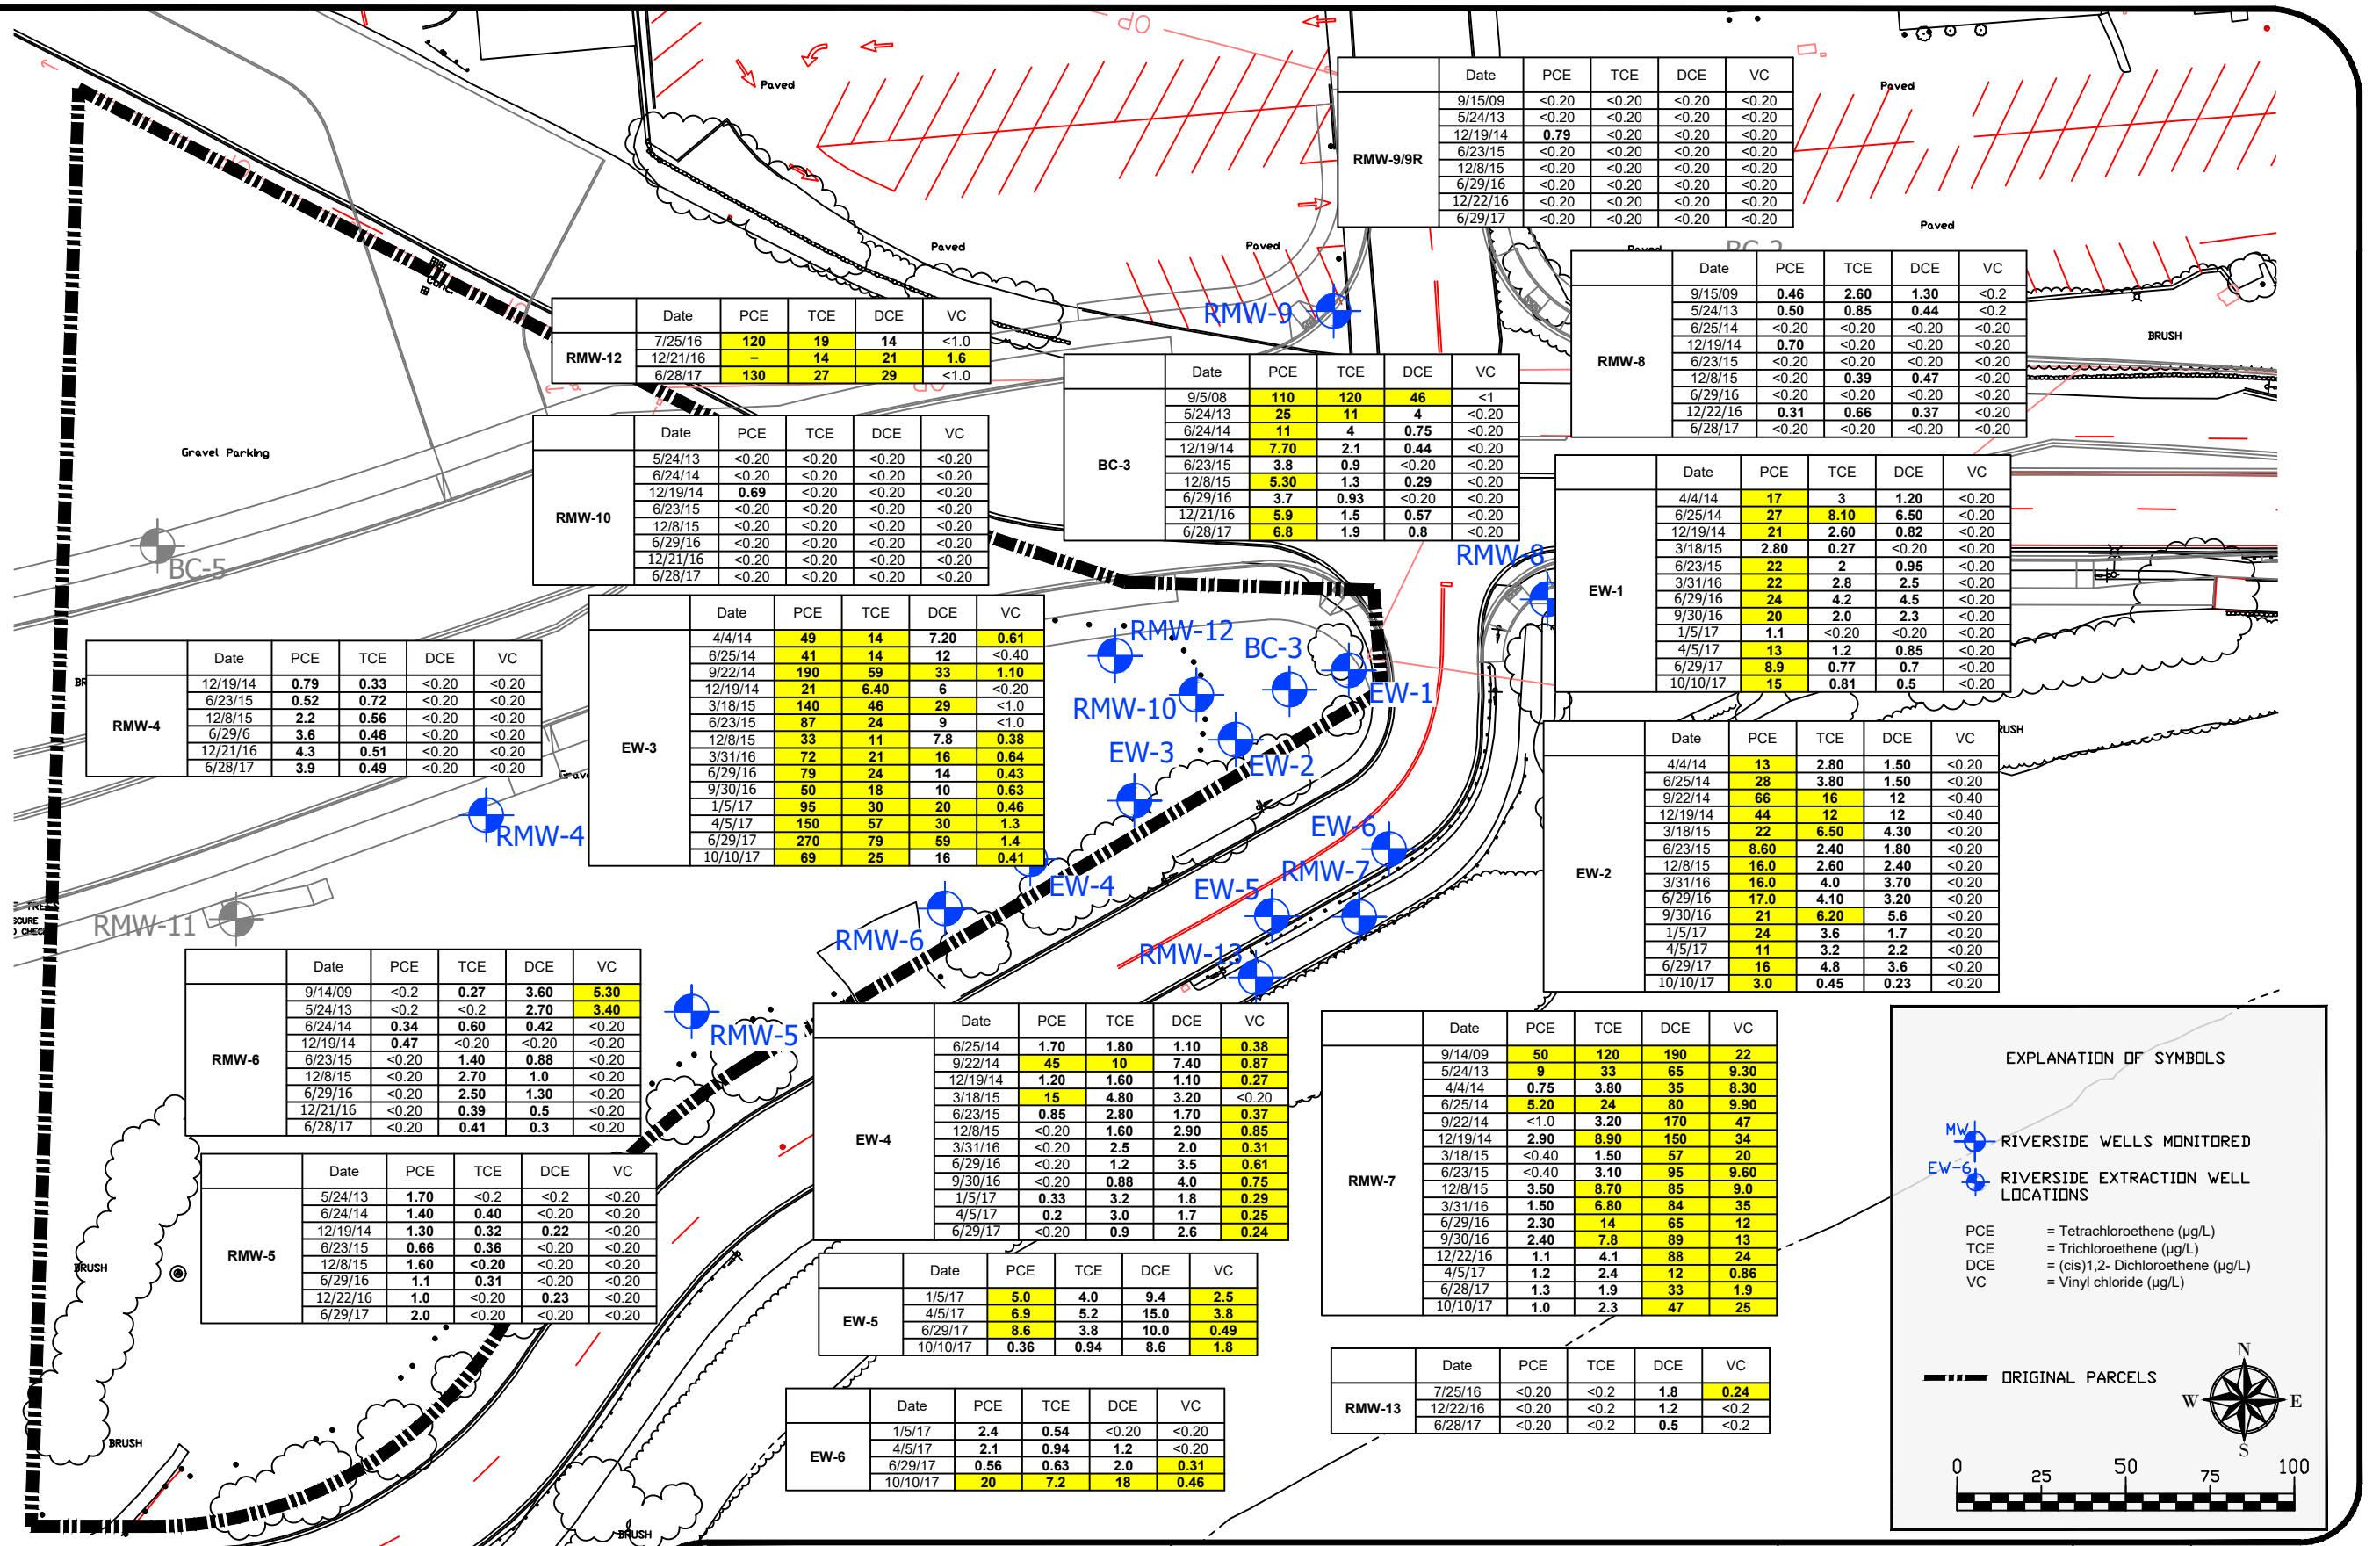 OP
Paved
Paved
Paved
Paved
Paved
Paved
BC-2
BRUSH
Conc.
Gravel Parking
Date PCE TCE DCE VC
RMW-9/9R
9/15/09 <0.20 <0.20 <0.20 <0.20
5/24/13 <0.20 <0.20 <0.20 <0.20
12/19/14 0.79 <0.20 <0.20 <0.20
6/23/15 <0.20 <0.20 <0.20 <0.20
12/8/15 <0.20 <0.20 <0.20 <0.20
6/29/16 <0.20 <0.20 <0.20 <0.20
12/22/16 <0.20 <0.20 <0.20 <0.20
6/29/17 <0.20 <0.20 <0.20 <0.20
Date PCE TCE DCE VC
RMW-8
9/15/09 0.46 2.60 1.30 <0.2
5/24/13 0.50 0.85 0.44 <0.2
6/25/14 <0.20 <0.20 <0.20 <0.20
12/19/14 0.70 <0.20 <0.20 <0.20
6/23/15 <0.20 <0.20 <0.20 <0.20
12/8/15 <0.20 0.39 0.47 <0.20
6/29/16 <0.20 <0.20 <0.20 <0.20
12/22/16 0.31 0.66 0.37 <0.20
6/28/17 <0.20 <0.20 <0.20 <0.20
RMW-9
Date PCE TCE DCE VC
RMW-12
7/25/16 120 19 14 <1.0
12/21/16 – 14 21 1.6
6/28/17 130 27 29 <1.0
Date PCE TCE DCE VC
BC-3
9/5/08 110 120 46 <1
5/24/13 25 11 4 <0.20
6/24/14 11 4 0.75 <0.20
12/19/14 7.70 2.1 0.44 <0.20
6/23/15 3.8 0.9 <0.20 <0.20
12/8/15 5.30 1.3 0.29 <0.20
6/29/16 3.7 0.93 <0.20 <0.20
12/21/16 5.9 1.5 0.57 <0.20
6/28/17 6.8 1.9 0.8 <0.20
Date PCE TCE DCE VC
RMW-10
5/24/13 <0.20 <0.20 <0.20 <0.20
6/24/14 <0.20 <0.20 <0.20 <0.20
12/19/14 0.69 <0.20 <0.20 <0.20
6/23/15 <0.20 <0.20 <0.20 <0.20
12/8/15 <0.20 <0.20 <0.20 <0.20
6/29/16 <0.20 <0.20 <0.20 <0.20
12/21/16 <0.20 <0.20 <0.20 <0.20
6/28/17 <0.20 <0.20 <0.20 <0.20
Date PCE TCE DCE VC
EW-1
4/4/14 17 3 1.20 <0.20
6/25/14 27 8.10 6.50 <0.20
12/19/14 21 2.60 0.82 <0.20
3/18/15 2.80 0.27 <0.20 <0.20
6/23/15 22 2 0.95 <0.20
3/31/16 22 2.8 2.5 <0.20
6/29/16 24 4.2 4.5 <0.20
9/30/16 20 2.0 2.3 <0.20
1/5/17 1.1 <0.20 <0.20 <0.20
4/5/17 13 1.2 0.85 <0.20
6/29/17 8.9 0.77 0.7 <0.20
10/10/17 15 0.81 0.5 <0.20
BC-5
RMW-8
Date PCE TCE DCE VC
EW-3
4/4/14 49 14 7.20 0.61
6/25/14 41 14 12 <0.40
9/22/14 190 59 33 1.10
12/19/14 21 6.40 6 <0.20
3/18/15 140 46 29 <1.0
6/23/15 87 24 9 <1.0
12/8/15 33 11 7.8 0.38
3/31/16 72 21 16 0.64
6/29/16 79 24 14 0.43
9/30/16 50 18 10 0.63
1/5/17 95 30 20 0.46
4/5/17 150 57 30 1.3
6/29/17 270 79 59 1.4
10/10/17 69 25 16 0.41
Date PCE TCE DCE VC
RMW-4
12/19/14 0.79 0.33 <0.20 <0.20
6/23/15 0.52 0.72 <0.20 <0.20
12/8/15 2.2 0.56 <0.20 <0.20
6/29/6 3.6 0.46 <0.20 <0.20
12/21/16 4.3 0.51 <0.20 <0.20
6/28/17 3.9 0.49 <0.20 <0.20
RMW-12
BC-3
EW-1
RMW-10
EW-3
EW-2
Date PCE TCE DCE VC
EW-2
4/4/14 13 2.80 1.50 <0.20
6/25/14 28 3.80 1.50 <0.20
9/22/14 66 16 12 <0.40
12/19/14 44 12 12 <0.40
3/18/15 22 6.50 4.30 <0.20
6/23/15 8.60 2.40 1.80 <0.20
12/8/15 16.0 2.60 2.40 <0.20
3/31/16 16.0 4.0 3.70 <0.20
6/29/16 17.0 4.10 3.20 <0.20
9/30/16 21 6.20 5.6 <0.20
1/5/17 24 3.6 1.7 <0.20
4/5/17 11 3.2 2.2 <0.20
6/29/17 16 4.8 3.6 <0.20
10/10/17 3.0 0.45 0.23 <0.20
RUSH
RMW-4
EW-6
RMW-7
EW-4
EW-5
RMW-11
RMW-6
RMW-13
Date PCE TCE DCE VC
RMW-6
9/14/09 <0.2 0.27 3.60 5.30
5/24/13 <0.2 <0.2 2.70 3.40
6/24/14 0.34 0.60 0.42 <0.20
12/19/14 0.47 <0.20 <0.20 <0.20
6/23/15 <0.20 1.40 0.88 <0.20
12/8/15 <0.20 2.70 1.0 <0.20
6/29/16 <0.20 2.50 1.30 <0.20
12/21/16 <0.20 0.39 0.5 <0.20
6/28/17 <0.20 0.41 0.3 <0.20
RMW-5
Date PCE TCE DCE VC
EW-4
6/25/14 1.70 1.80 1.10 0.38
9/22/14 45 10 7.40 0.87
12/19/14 1.20 1.60 1.10 0.27
3/18/15 15 4.80 3.20 <0.20
6/23/15 0.85 2.80 1.70 0.37
12/8/15 <0.20 1.60 2.90 0.85
3/31/16 <0.20 2.5 2.0 0.31
6/29/16 <0.20 1.2 3.5 0.61
9/30/16 <0.20 0.88 4.0 0.75
1/5/17 0.33 3.2 1.8 0.29
4/5/17 0.2 3.0 1.7 0.25
6/29/17 <0.20 0.9 2.6 0.24
Date PCE TCE DCE VC
RMW-7
9/14/09 50 120 190 22
5/24/13 9 33 65 9.30
4/4/14 0.75 3.80 35 8.30
6/25/14 5.20 24 80 9.90
9/22/14 <1.0 3.20 170 47
12/19/14 2.90 8.90 150 34
3/18/15 <0.40 1.50 57 20
6/23/15 <0.40 3.10 95 9.60
12/8/15 3.50 8.70 85 9.0
3/31/16 1.50 6.80 84 35
6/29/16 2.30 14 65 12
9/30/16 2.40 7.8 89 13
12/22/16 1.1 4.1 88 24
4/5/17 1.2 2.4 12 0.86
6/28/17 1.3 1.9 33 1.9
10/10/17 1.0 2.3 47 25
Date PCE TCE DCE VC
RMW-5
5/24/13 1.70 <0.2 <0.2 <0.20
6/24/14 1.40 0.40 <0.20 <0.20
12/19/14 1.30 0.32 0.22 <0.20
6/23/15 0.66 0.36 <0.20 <0.20
12/8/15 1.60 <0.20 <0.20 <0.20
6/29/16 1.1 0.31 <0.20 <0.20
12/22/16 1.0 <0.20 0.23 <0.20
6/29/17 2.0 <0.20 <0.20 <0.20
BRUSH
Date PCE TCE DCE VC
EW-5
1/5/17 5.0 4.0 9.4 2.5
4/5/17 6.9 5.2 15.0 3.8
6/29/17 8.6 3.8 10.0 0.49
10/10/17 0.36 0.94 8.6 1.8
Date PCE TCE DCE VC
RMW-13
7/25/16 <0.20 <0.2 1.8 0.24
12/22/16 <0.20 <0.2 1.2 <0.2
6/28/17 <0.20 <0.2 0.5 <0.2
Date PCE TCE DCE VC
EW-6
1/5/17 2.4 0.54 <0.20 <0.20
4/5/17 2.1 0.94 1.2 <0.20
6/29/17 0.56 0.63 2.0 0.31
10/10/17 20 7.2 18 0.46
BRUSH
BRUSH
EXPLANATION OF SYMBOLS
MW
RIVERSIDE WELLS MONITORED
EW-6
RIVERSIDE EXTRACTION WELL
LOCATIONS
PCE = Tetrachloroethene (µg/L)
TCE = Trichloroethene (µg/L)
DCE = (cis)1,2- Dichloroethene (µg/L)
VC = Vinyl chloride (µg/L)
ORIGINAL PARCELS
N
W E
S
0 25 50 75 100